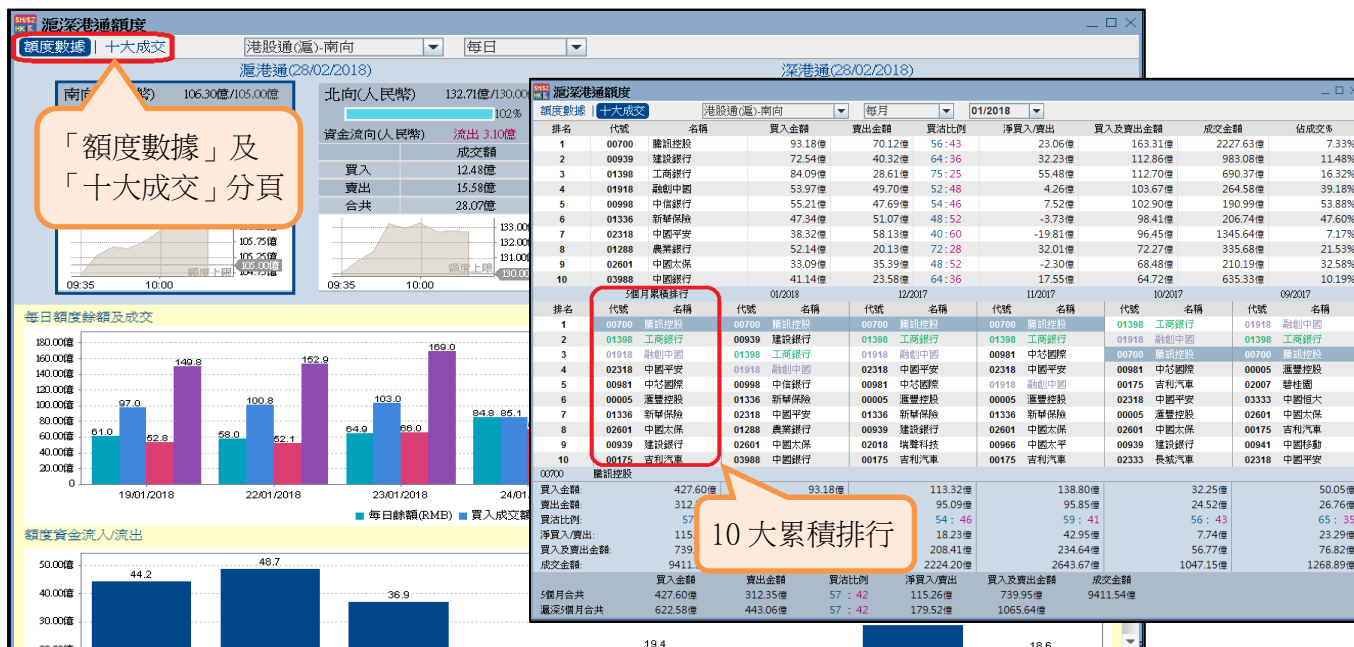 滬深港通額度
額度數據 | 十大成交 港股通(滬)-南向 每日
滬港通(28/02/2018) 深港通(28/02/2018)
106.30億/105.00億 北向(人民幣) 132.71億/130.00
102%
資金流向(人民幣) 流出 3.10億
成交額
買入 12.48億
賣出 15.58億
合共 28.07億
「額度數據」及
「十大成交」分頁
105.75億
105.25億
105.00億
額度上限
09:35 10:00
133.00
132.00
131.00
額度上限 130.00
09:35 10:00
每日額度餘額及成交
180.00億
160.00億
140.00億
120.00億
100.00億
80.00億
60.00億
40.00億
20.00億
0
61.0 97.0 52.8 149.8
58.0 100.8 52.1 152.9
64.9 103.0 66.0 169.0
84.8 85.1
19/01/2018 22/01/2018 23/01/2018 24/01
每日餘額(RMB) 買入成交額
額度資金流入/流出
50.00億
40.00億
30.00億
44.2 48.7 36.9 19.4 18.6
滬深港通額度
額度數據 | 十大成交 港股通(滬)-南向 每月 01/2018
排名 代號 名稱 買入金額 賣出金額 買沽比例 淨買入/賣出 買入及賣出金額 成交金額 佔成交%
1 00700 騰訊控股 93.18億 70.12億 56:43 23.06億 163.31億 2227.63億 7.33%
2 00939 建設銀行 72.54億 40.32億 64:36 32.23億 112.86億 983.08億 11.48%
3 01398 工商銀行 84.09億 28.61億 75:25 55.48億 112.70億 690.37億 16.32%
4 01918 融創中國 53.97億 49.70億 52:48 4.26億 103.67億 264.58億 39.18%
5 00998 中信銀行 55.21億 47.69億 54:46 7.52億 102.90億 190.99億 53.88%
6 01336 新華保險 47.34億 51.07億 48:52 -3.73億 98.41億 206.74億 47.60%
7 02318 中國平安 38.32億 58.13億 40:60 -19.81億 96.45億 1345.64億 7.17%
8 01288 農業銀行 52.14億 20.13億 72:28 32.01億 72.27億 335.68億 21.53%
9 02601 中國太保 33.09億 35.39億 48:52 -2.30億 68.48億 210.19億 32.58%
10 03988 中國銀行 41.14億 23.58億 64:36 17.55億 64.72億 635.33億 10.19%
5個月累積排行 01/2018 12/2017 11/2017 10/2017 09/2017
排名 代號 名稱 代號 名稱 代號 名稱 代號 名稱 代號 名稱 代號 名稱
1 00700 騰訊控股 00700 騰訊控股 00700 騰訊控股 00700 騰訊控股 01398 工商銀行 01918 融創中國
2 01398 工商銀行 00939 建設銀行 01398 工商銀行 01398 工商銀行 01918 融創中國 01398 工商銀行
3 01918 融創中國 01398 工商銀行 01918 融創中國 00981 中芯國際 00700 騰訊控股 00700 騰訊控股
4 02318 中國平安 01918 融創中國 02318 中國平安 02318 中國平安 00981 中芯國際 00005 滙豐控股
5 00981 中芯國際 00998 中信銀行 00981 中芯國際 01918 融創中國 00175 吉利汽車 02007 碧桂園
6 00005 滙豐控股 01336 新華保險 00005 滙豐控股 00005 滙豐控股 02318 中國平安 03333 中國恒大
7 01336 新華保險 02318 中國平安 01336 新華保險 01336 新華保險 00005 滙豐控股 02601 中國太保
8 02601 中國太保 01288 農業銀行 00939 建設銀行 02601 中國太保 02601 中國太保 00175 吉利汽車
9 00939 建設銀行 02601 中國太保 02018 瑞聲科技 00966 中國太平 00939 建設銀行 00941 中國移動
10 00175 吉利汽車 03988 中國銀行 00175 吉利汽車 00175 吉利汽車 02333 長城汽車 02318 中國平安
00700 騰訊控股
買入金額: 427.60億 93.18億 113.32億 138.80億 32.25億 50.05億
賣出金額: 312. 95.09億 95.85億 24.52億 26.76億
買沽比例: 57 54 : 46 59 : 41 56 : 43 65 : 35
淨買入/賣出: 115. 18.23億 42.95億 7.74億 23.29億
買入及賣出金額: 739. 208.41億 234.64億 56.77億 76.82億
成交金額: 9411. 2224.20億 2643.67億 1047.15億 1268.89億
10 大累積排行
買入金額 賣出金額 買沽比例 淨買入/賣出 買入及賣出金額 成交金額
5個月合共 427.60億 312.35億 57 : 42 115.26億 739.95億 9411.54億
滬深5個月合共 622.58億 443.06億 57 : 42 179.52億 1065.64億